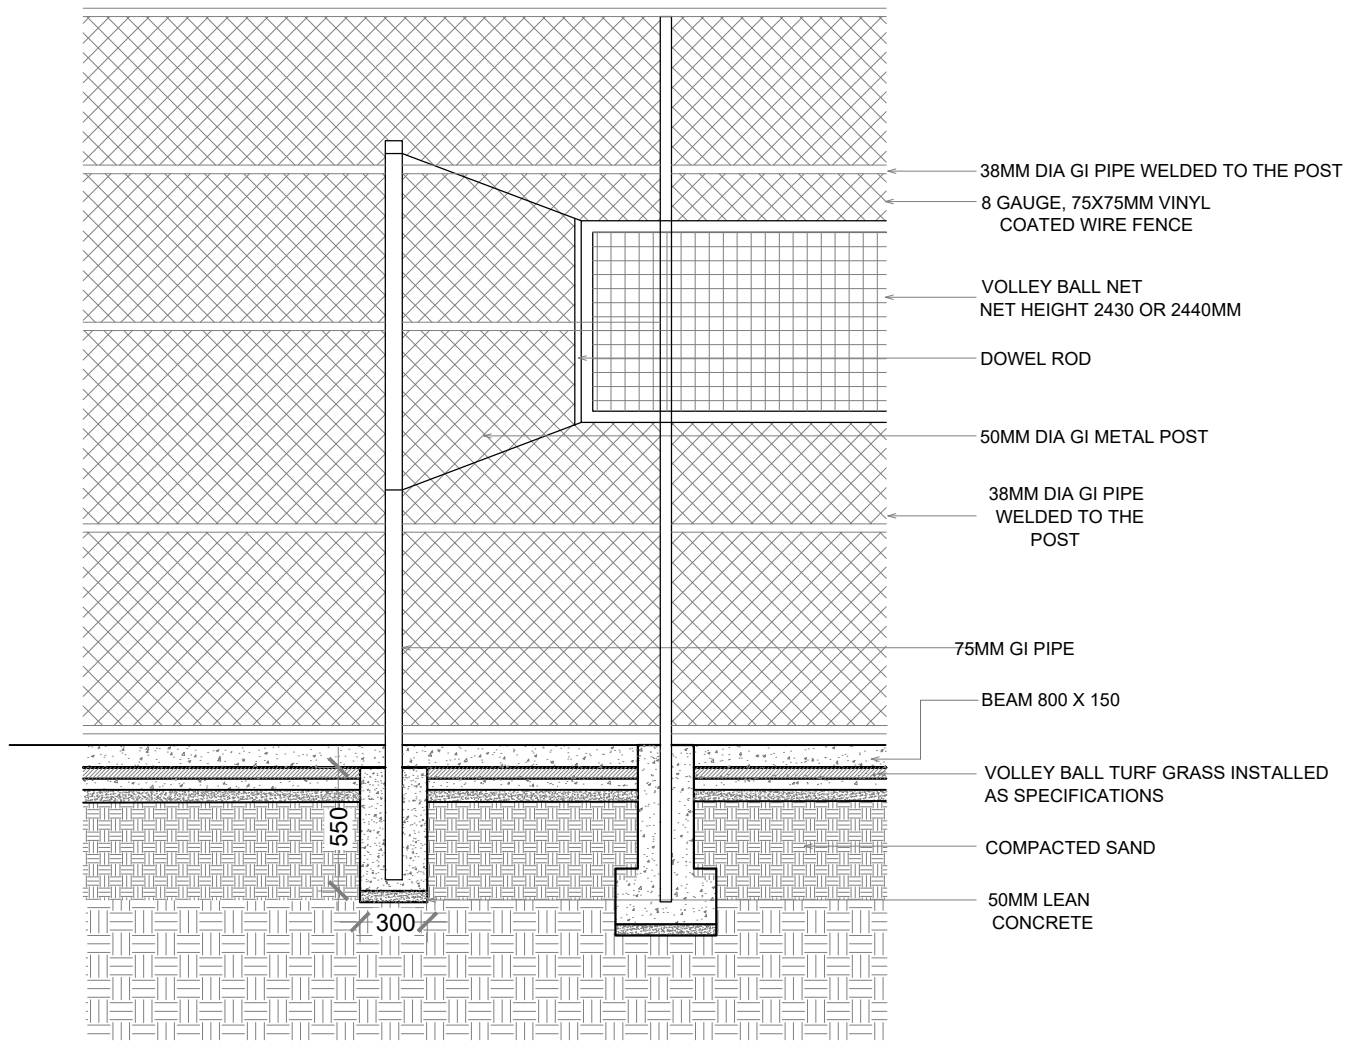 38MM DIA GI PIPE WELDED TO THE POST
8 GAUGE, 75X75MM VINYL
COATED WIRE FENCE
VOLLEY BALL NET
NET HEIGHT 2430 OR 2440MM
DOWEL ROD
50MM DIA GI METAL POST
38MM DIA GI PIPE
WELDED TO THE
POST
75MM GI PIPE
BEAM 800 X 150
VOLLEY BALL TURF GRASS INSTALLED
AS SPECIFICATIONS
550
COMPACTED SAND
50MM LEAN
CONCRETE
300